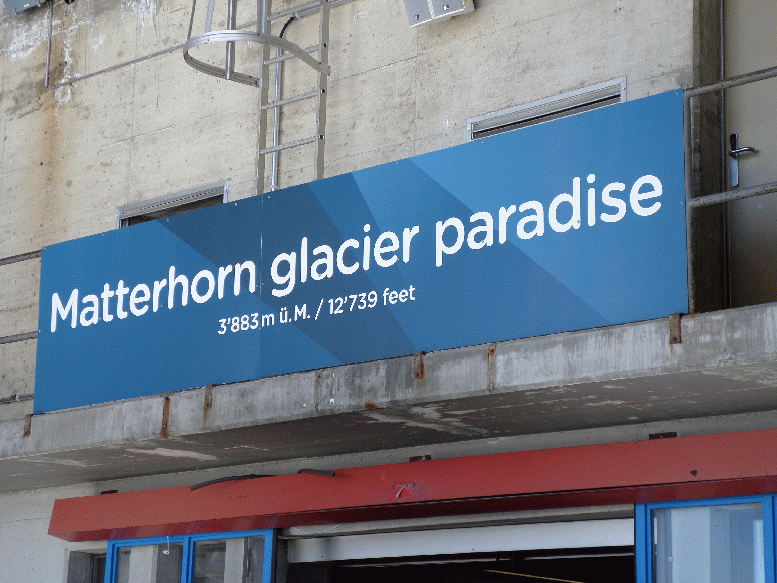 Matterhorn glacier paradise
3'883 m ü.M. / 12'739 feet